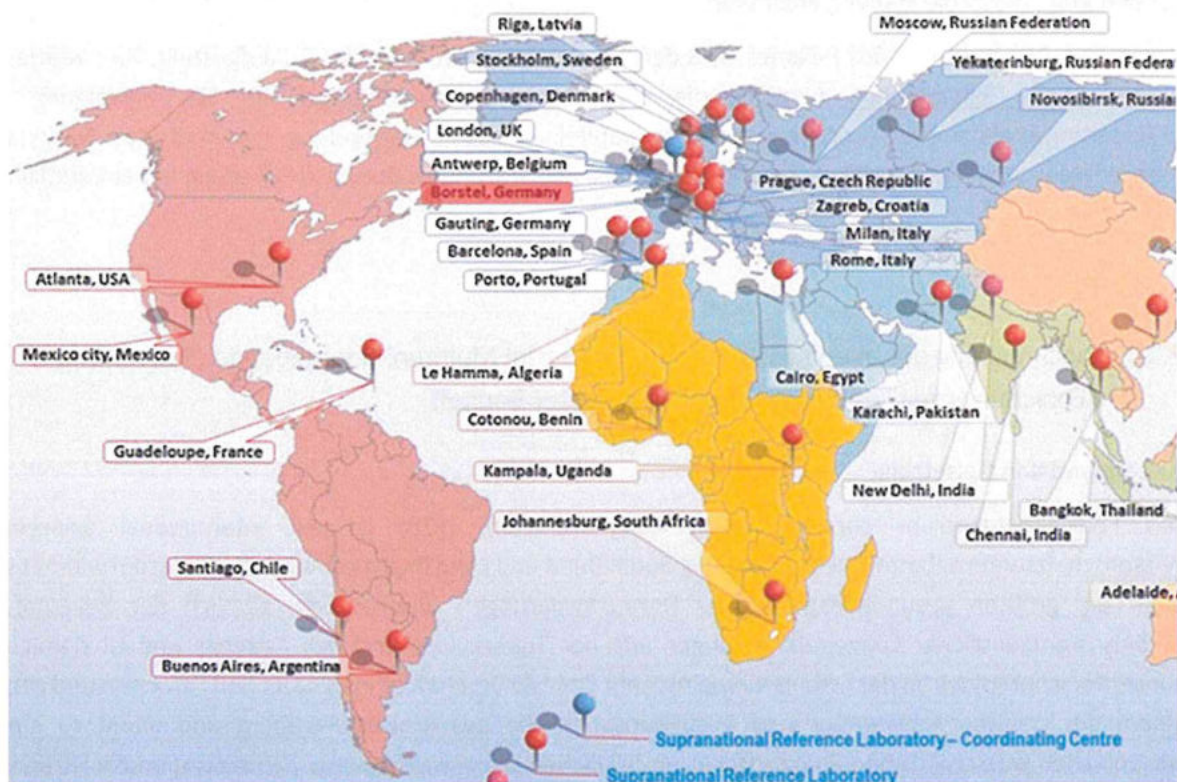 Riga, Latvia
Moscow, Russian Federation
Stockholm, Sweden
Yekaterinburg, Russian Federa
Copenhagen, Denmark
Novosibirsk, Russian
London, UK
Antwerp, Belgium
Prague, Czech Republic
Borstel, Germany
Zagreb, Croatia
Gauting, Germany
Milan, Italy
Barcelona, Spain
Rome, Italy
Porto, Portugal
Atlanta, USA
Mexico city, Mexico
Le Hamma, Algeria
Cairo, Egypt
Karachi, Pakistan
Cotonou, Benin
Guadeloupe, France
Kampala, Uganda
New Delhi, India
Bangkok, Thailand
Johannesburg, South Africa
Chennai, India
Santiago, Chile
Adelaide,
Buenos Aires, Argentina
Supranational Reference Laboratory – Coordinating Centre
Supranational Reference Laboratory